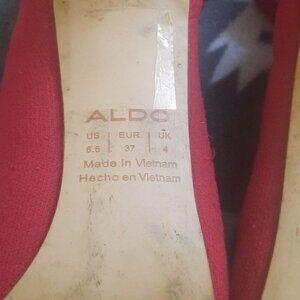 ALDO
US | EUR | UK
6.5 | 37 | 4
Made In Vietnam
Hecho en Vietnam